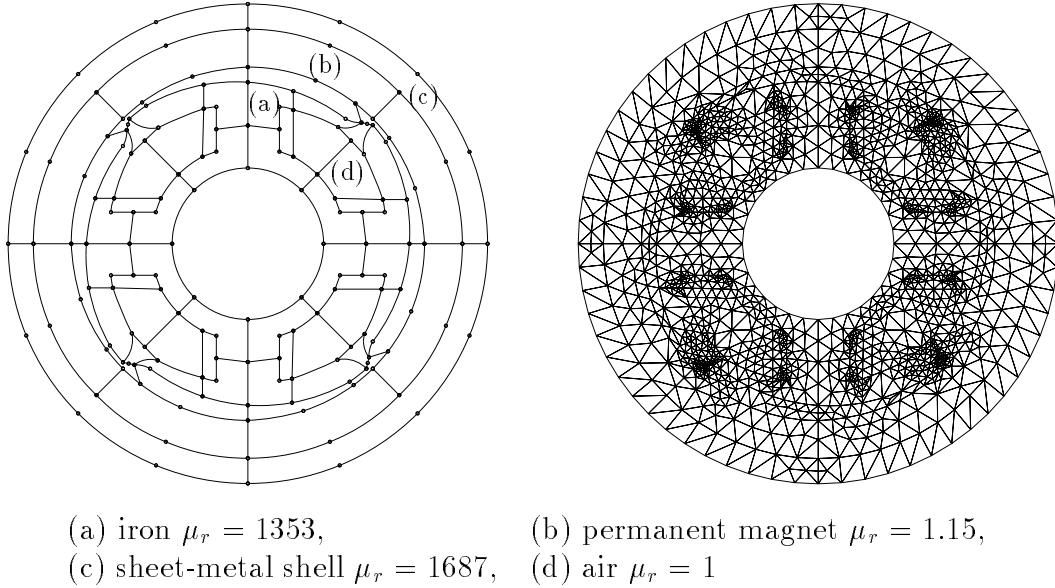 (b)
(c)
(a)
(d)
(a) iron μr = 1353, (b) permanent magnet μr = 1.15,
(c) sheet-metal shell μr = 1687, (d) air μr = 1